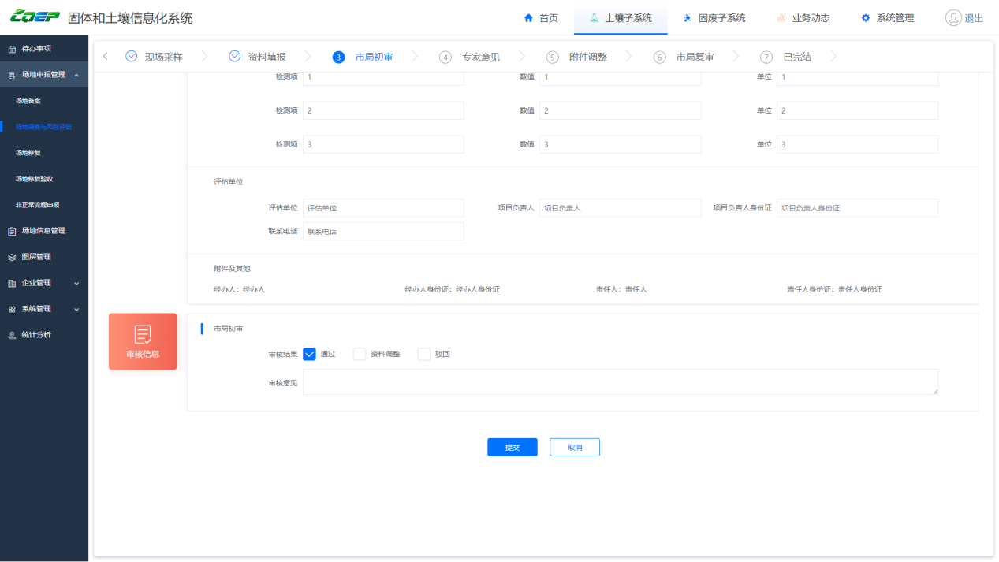 CQEP 固体和土壤信息化系统 首页 土壤子系统 固废子系统 业务动态 系统管理 退出
待办事项
场地申报管理
场地备案
场地调查与风险评估
场地修复
场地修复验收
非正常流程申报
场地信息管理
图层管理
企业管理
系统管理
统计分析
现场采样 资料填报 3 市局初审 4 专家意见 5 附件调整 6 市局复审 7 已完结
检测项 1 数值 1 单位 1
检测项 2 数值 2 单位 2
检测项 3 数值 3 单位 3
评估单位
评估单位 评估单位 项目负责人 项目负责人 项目负责人身份证 项目负责人身份证
联系电话 联系电话
附件及其他
经办人：经办人 经办人身份证：经办人身份证 责任人：责任人 责任人身份证：责任人身份证
审核信息
市局初审
审核结果 通过 资料调整 驳回
审核意见
提交 取消